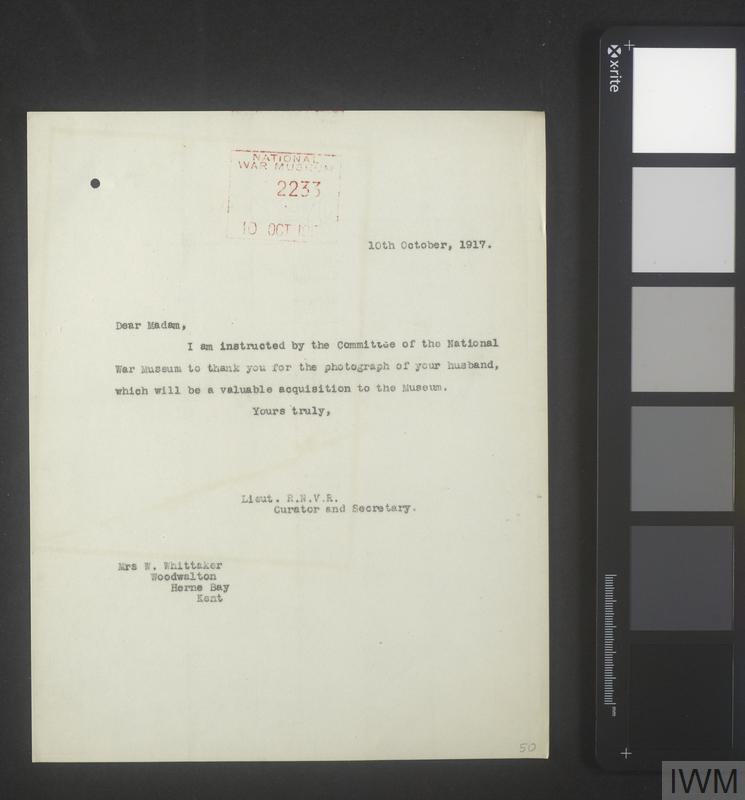 NATIONAL
WAR MUSEUM
2233
10 OCT
10th October, 1917.
Dear Madam,
I am instructed by the Committee of the National
War Museum to thank you for the photograph of your husband,
which will be a valuable acquisition to the Museum.
Yours truly,
Lieut. R.N.V.R.
Curator and Secretary.
Mrs W. Whittaker
Woodwalton
Herne Bay
Kent
50
x-rite
mm
IWM